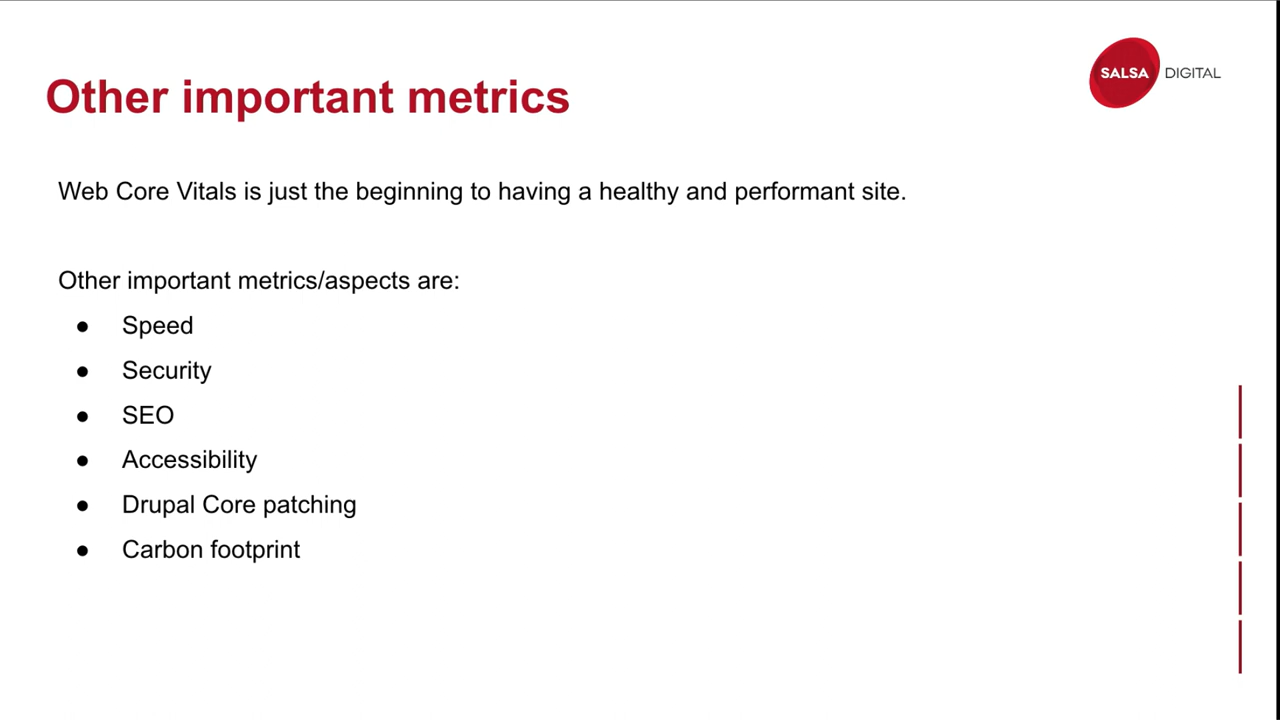 SALSA DIGITAL
Other important metrics
Web Core Vitals is just the beginning to having a healthy and performant site.
Other important metrics/aspects are:
● Speed
● Security
● SEO
● Accessibility
● Drupal Core patching
● Carbon footprint